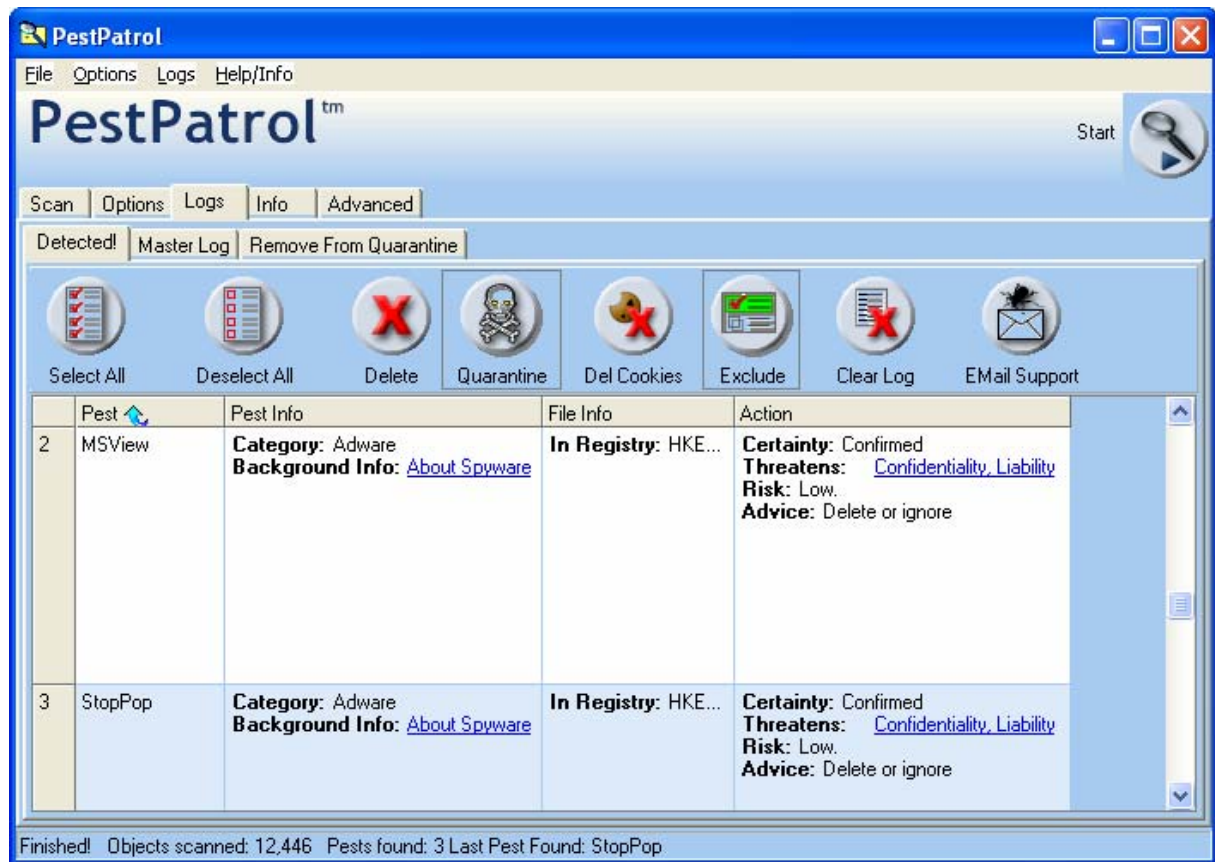 PestPatrol
File Options Logs Help/Info
PestPatrol™
Start
Scan Options Logs Info Advanced
Detected! Master Log Remove From Quarantine
Select All Deselect All Delete Quarantine Del Cookies Exclude Clear Log EMail Support
Pest Pest Info File Info Action
2 MSView Category: Adware In Registry: HKE... Certainty: Confirmed
Background Info: About Spyware Threatens: Confidentiality, Liability
Risk: Low.
Advice: Delete or ignore
3 StopPop Category: Adware In Registry: HKE... Certainty: Confirmed
Background Info: About Spyware Threatens: Confidentiality, Liability
Risk: Low.
Advice: Delete or ignore
Finished! Objects scanned: 12,446 Pests found: 3 Last Pest Found: StopPop